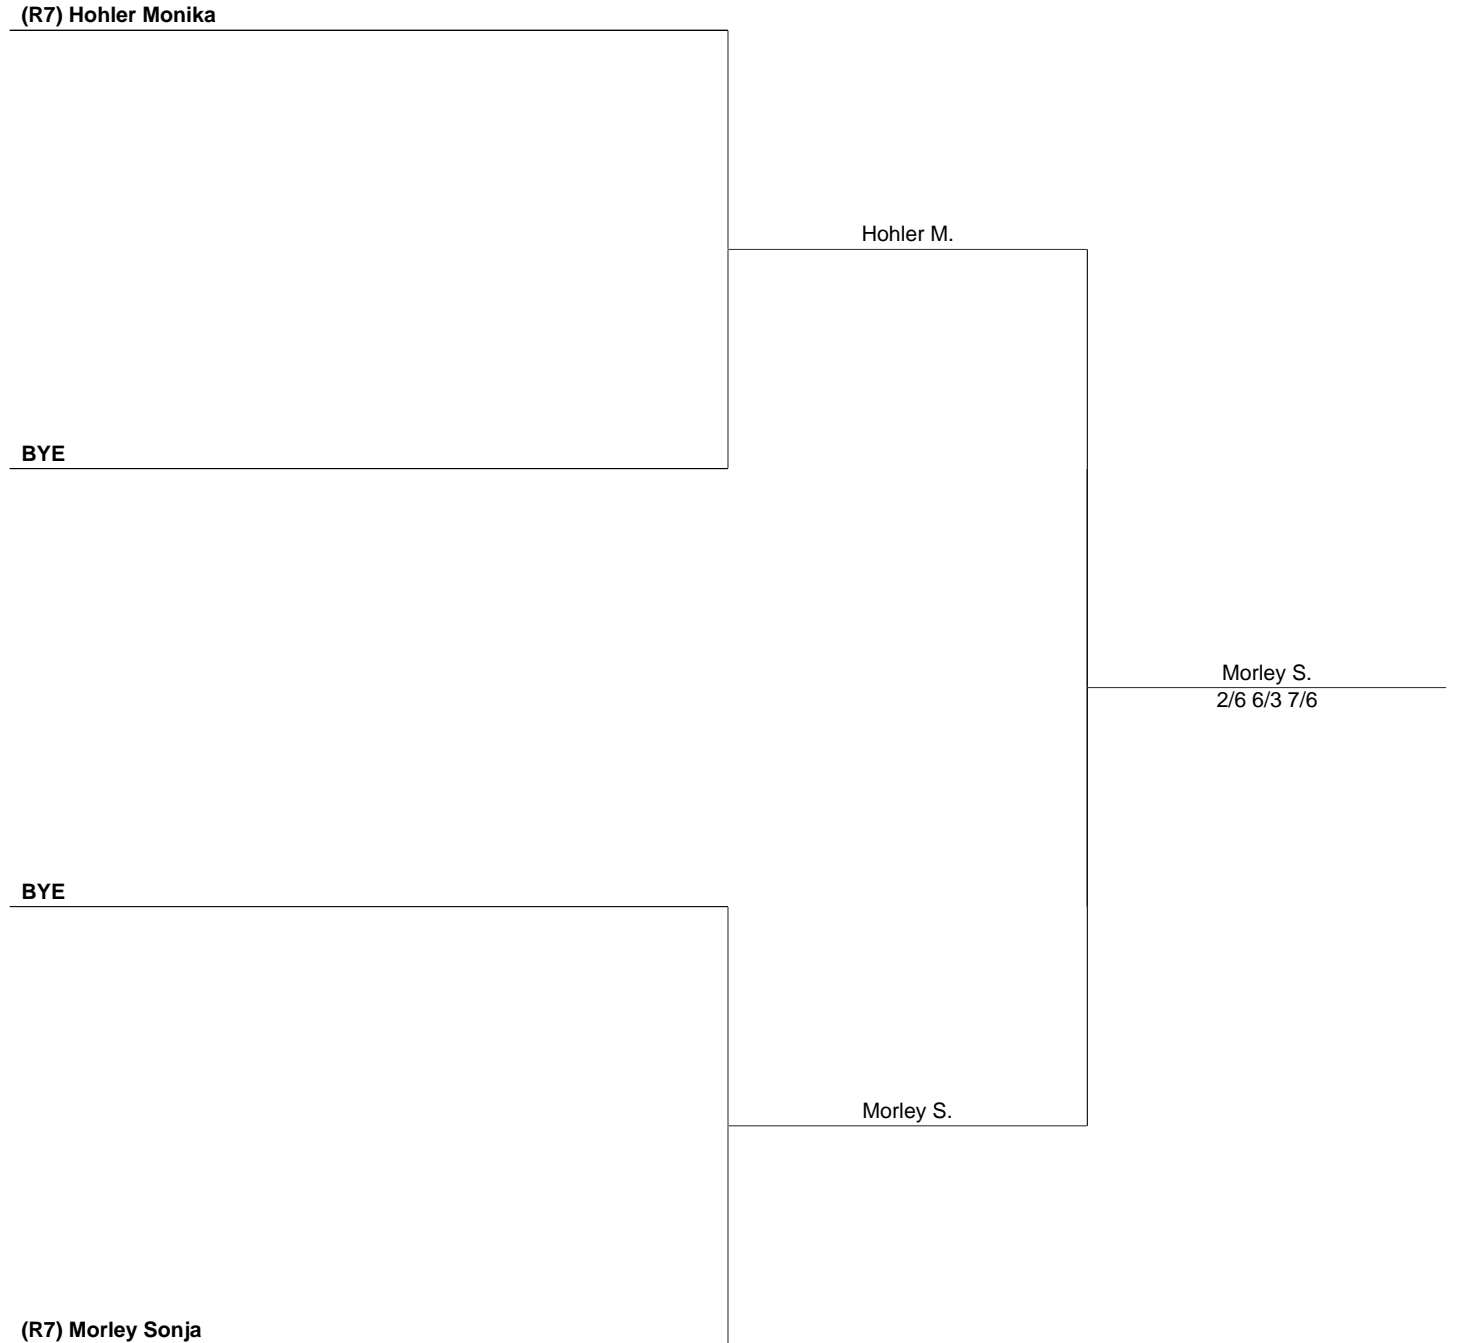 (R7) Hohler Monika
Hohler M.
BYE
Morley S.
2/6 6/3 7/6
BYE
Morley S.
(R7) Morley Sonja